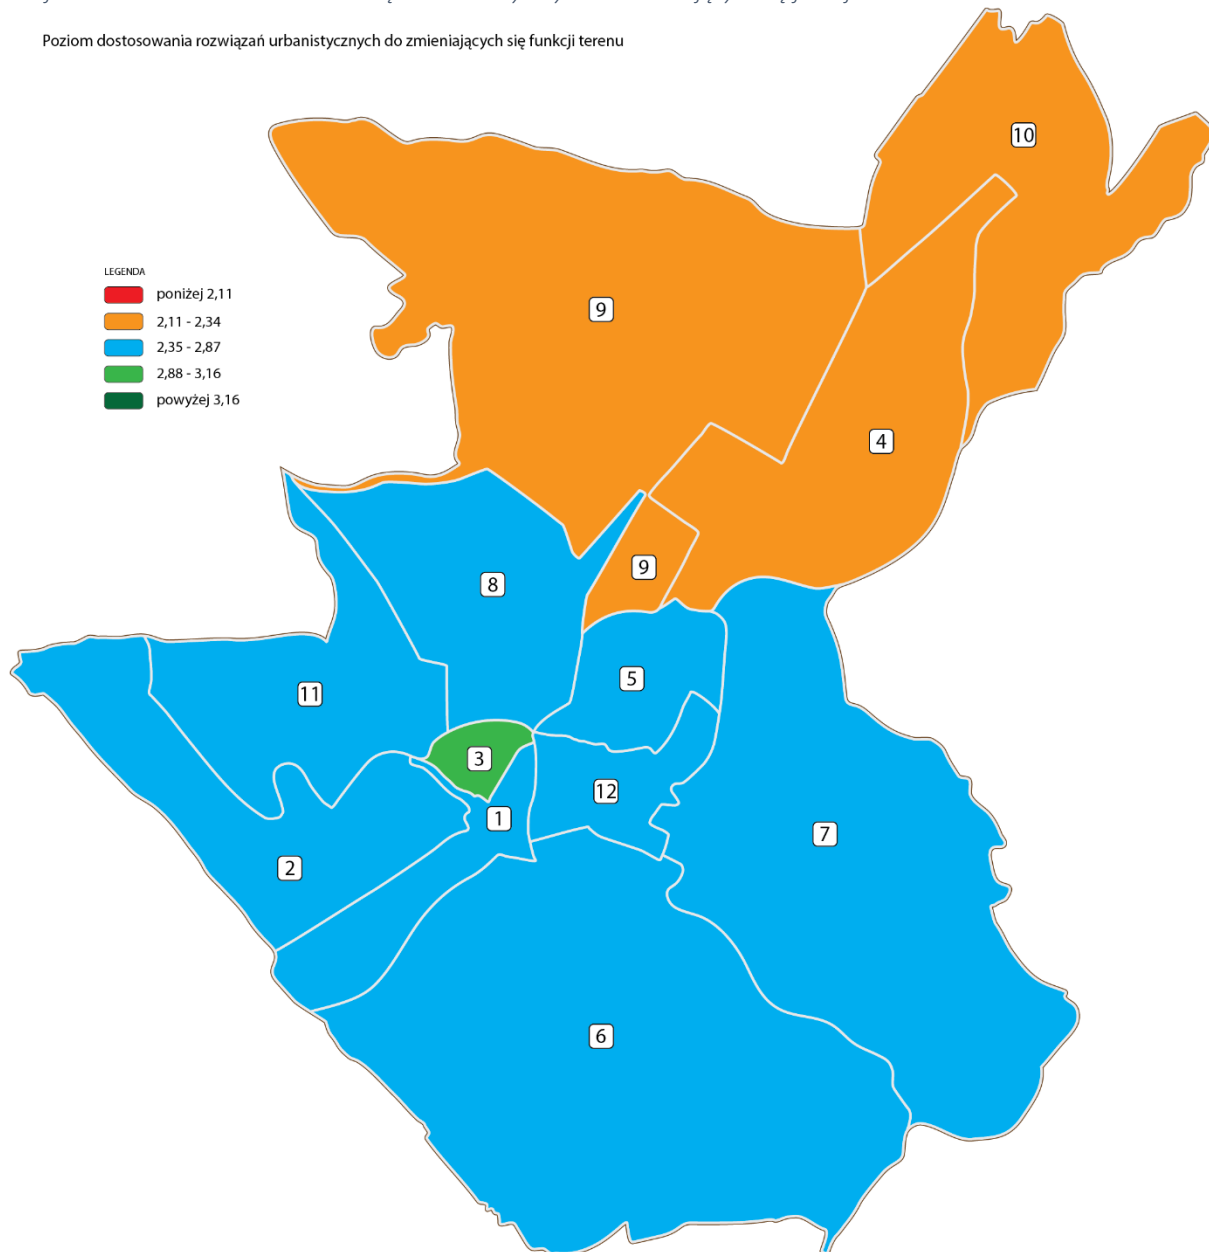 Poziom dostosowania rozwiązań urbanistycznych do zmieniających się funkcji terenu
10
LEGENDA
poniżej 2,11
2,11 - 2,34
2,35 - 2,87
2,88 - 3,16
powyżej 3,16
9
4
9
8
5
11
3
12
1
7
2
6